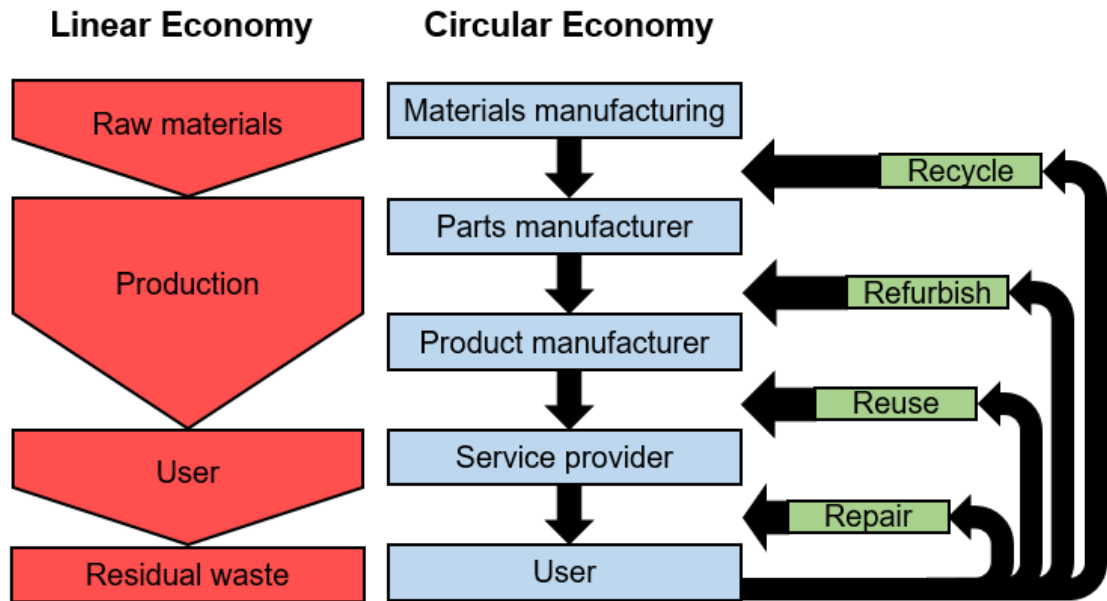 Linear Economy
Circular Economy
Raw materials
Production
User
Residual waste
Materials manufacturing
Parts manufacturer
Product manufacturer
Service provider
User
Recycle
Refurbish
Reuse
Repair